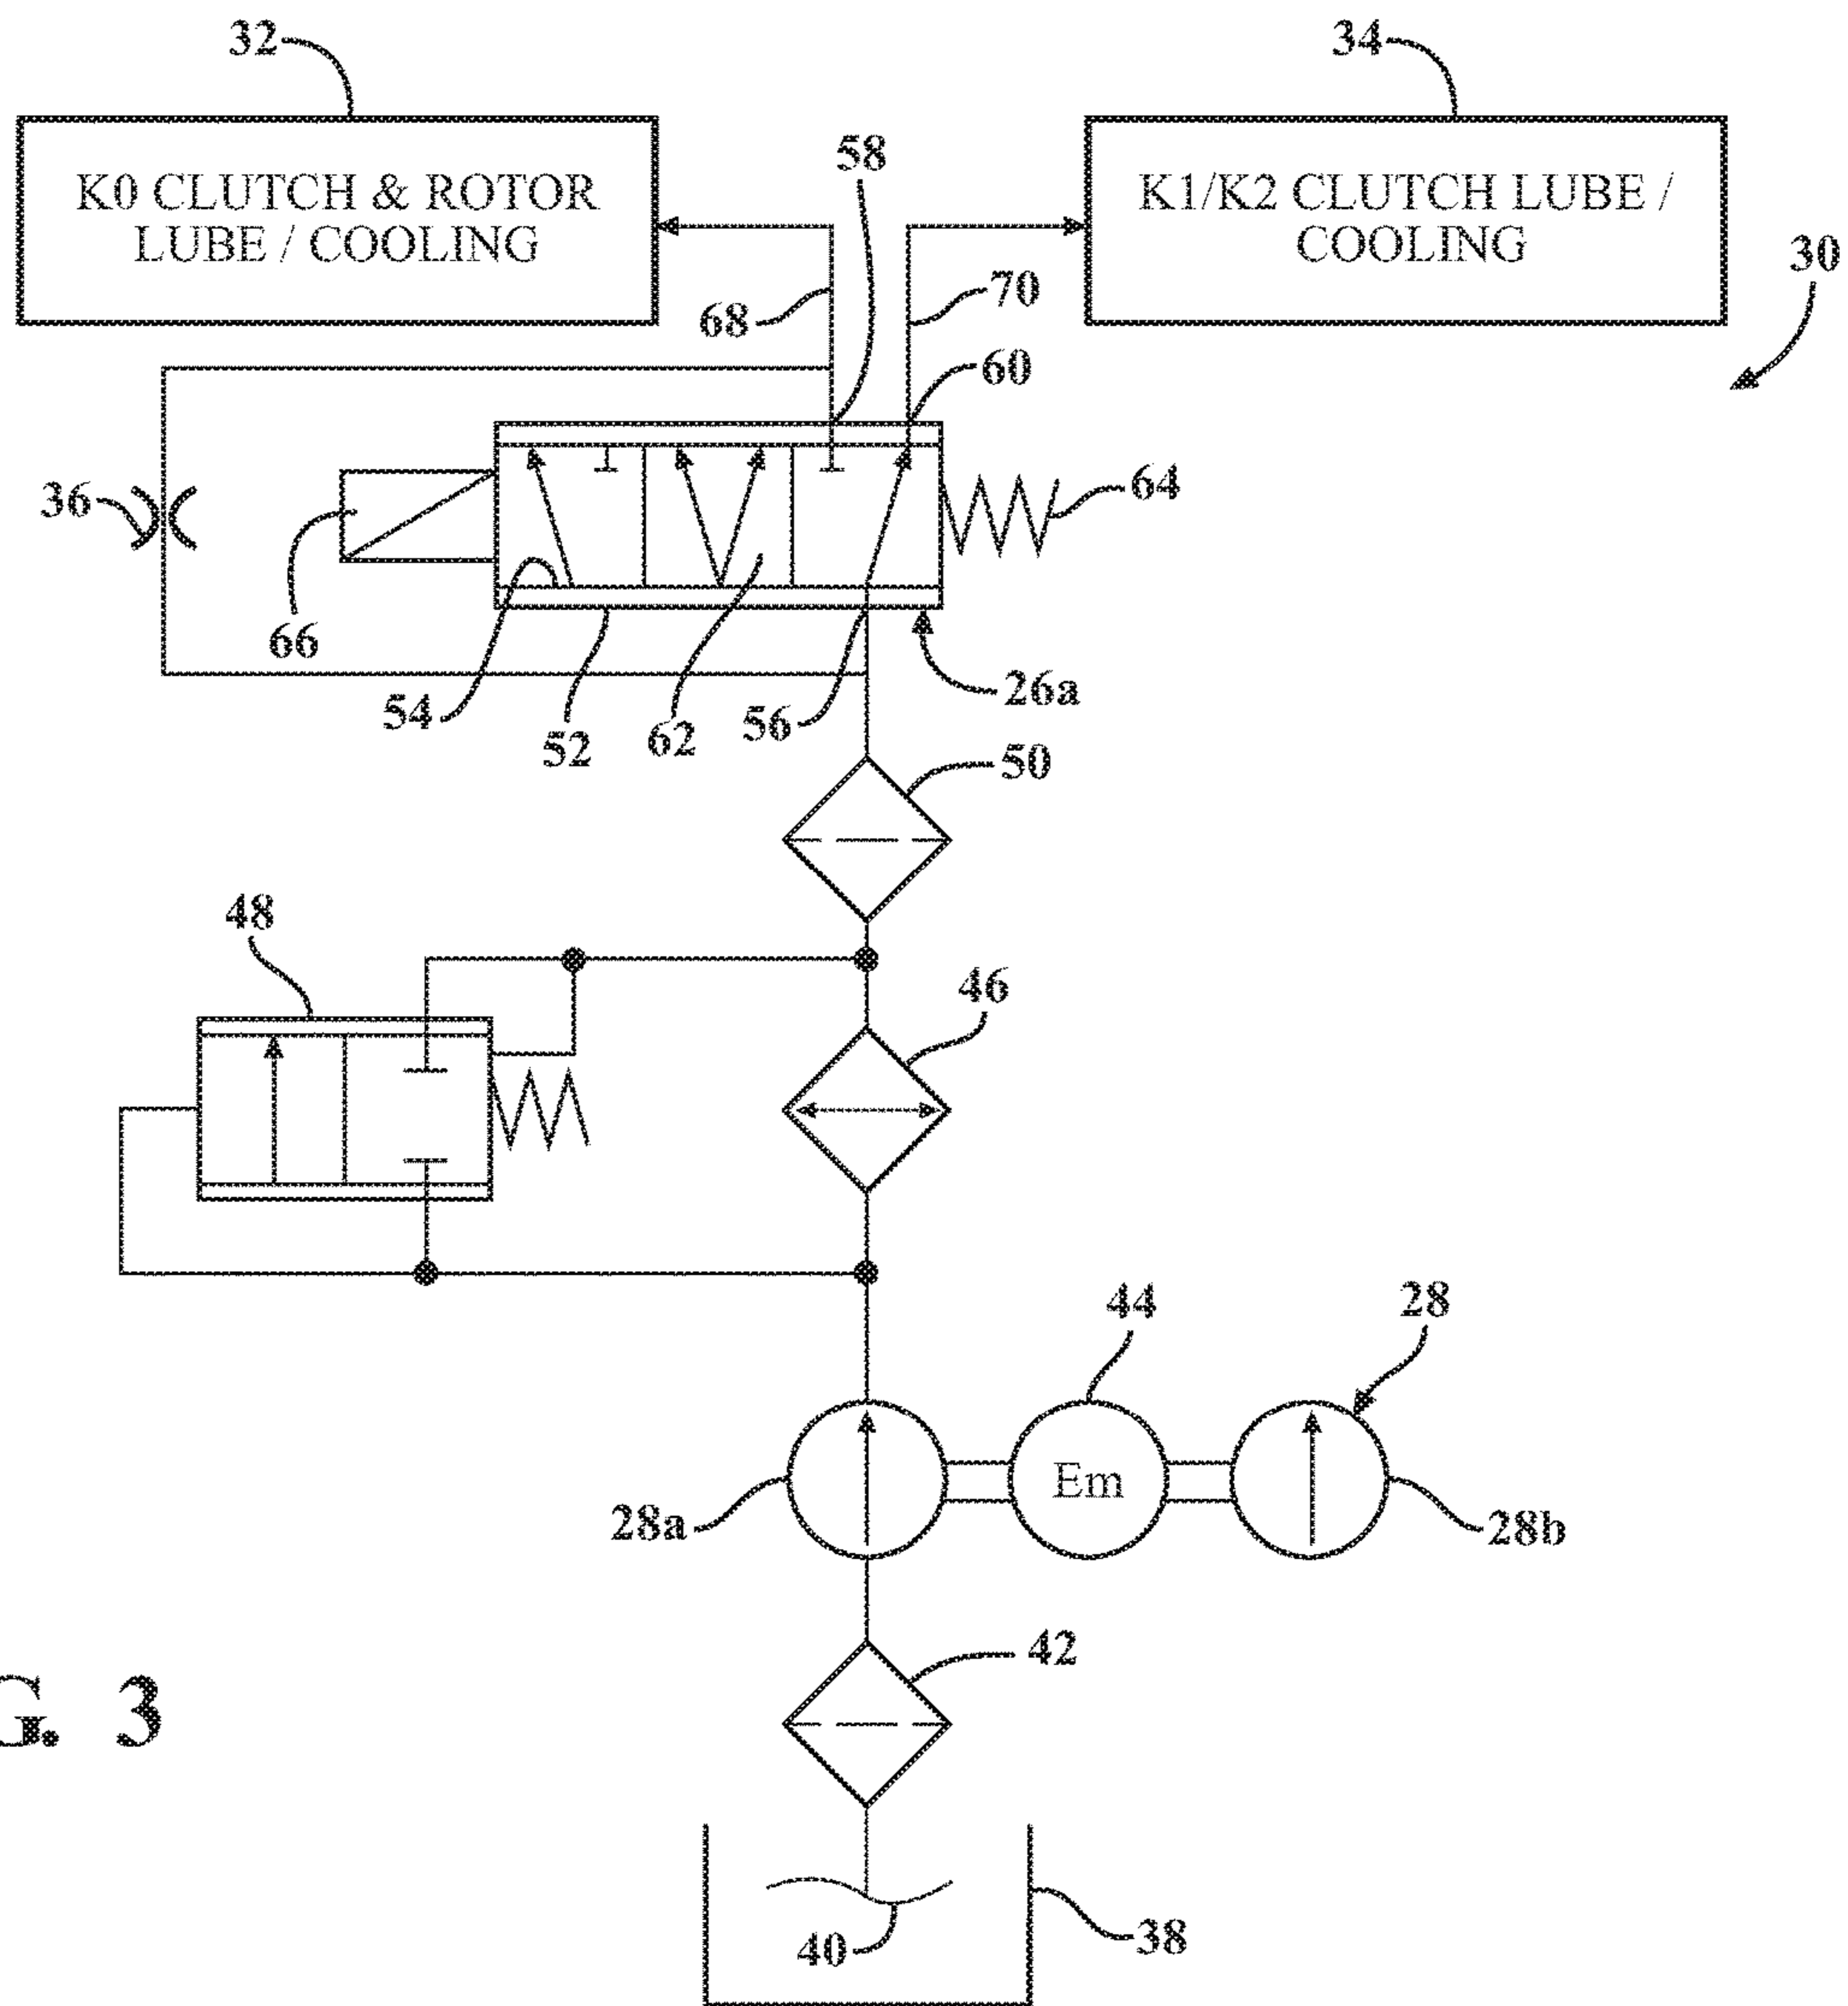 32
34
K0 CLUTCH & ROTOR
LUBE / COOLING
58
K1/K2 CLUTCH LUBE /
COOLING
30
68
70
60
36
64
66
54
52
62
56
26a
50
48
46
44
28
Em
28a
28b
42
G. 3
40
38